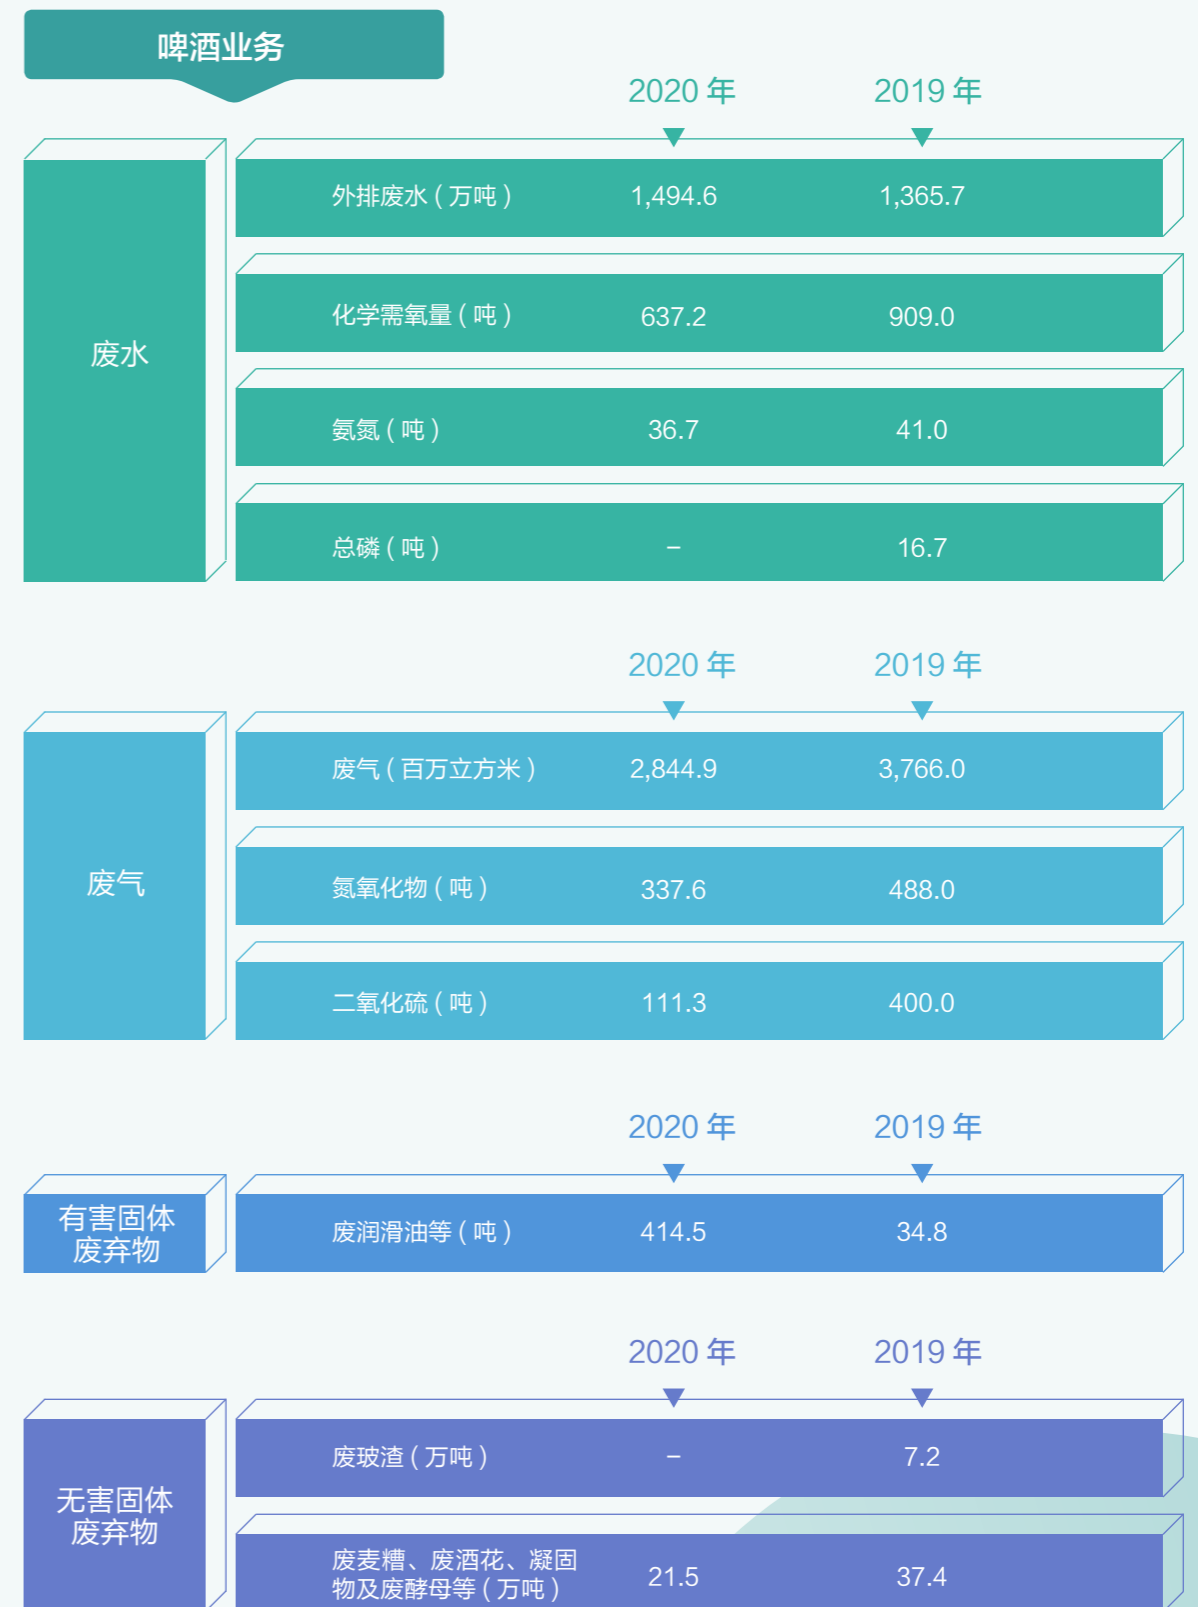 啤酒业务
2020 年 2019 年
废水
外排废水 ( 万吨 ) 1,494.6 1,365.7
化学需氧量 ( 吨 ) 637.2 909.0
氨氮 ( 吨 ) 36.7 41.0
总磷 ( 吨 ) – 16.7
2020 年 2019 年
废气
废气 ( 百万立方米 ) 2,844.9 3,766.0
氮氧化物 ( 吨 ) 337.6 488.0
二氧化硫 ( 吨 ) 111.3 400.0
2020 年 2019 年
有害固体
废弃物
废润滑油等 ( 吨 ) 414.5 34.8
2020 年 2019 年
无害固体
废弃物
废玻渣 ( 万吨 ) – 7.2
废麦糟、废酒花、凝固
物及废酵母等 ( 万吨 ) 21.5 37.4